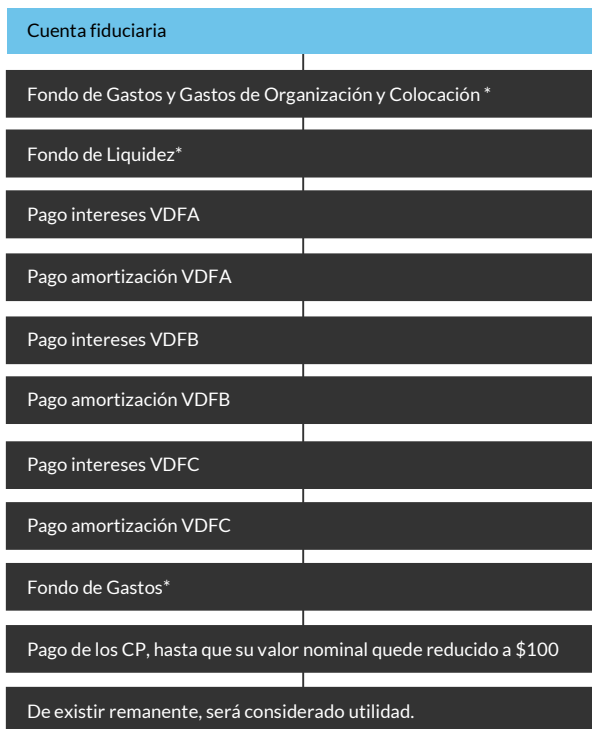 Cuenta fiduciaria
Fondo de Gastos y Gastos de Organización y Colocación *
Fondo de Liquidez*
Pago intereses VDFA
Pago amortización VDFA
Pago intereses VDFB
Pago amortización VDFB
Pago intereses VDFC
Pago amortización VDFC
Fondo de Gastos*
Pago de los CP, hasta que su valor nominal quede reducido a $100
De existir remanente, será considerado utilidad.